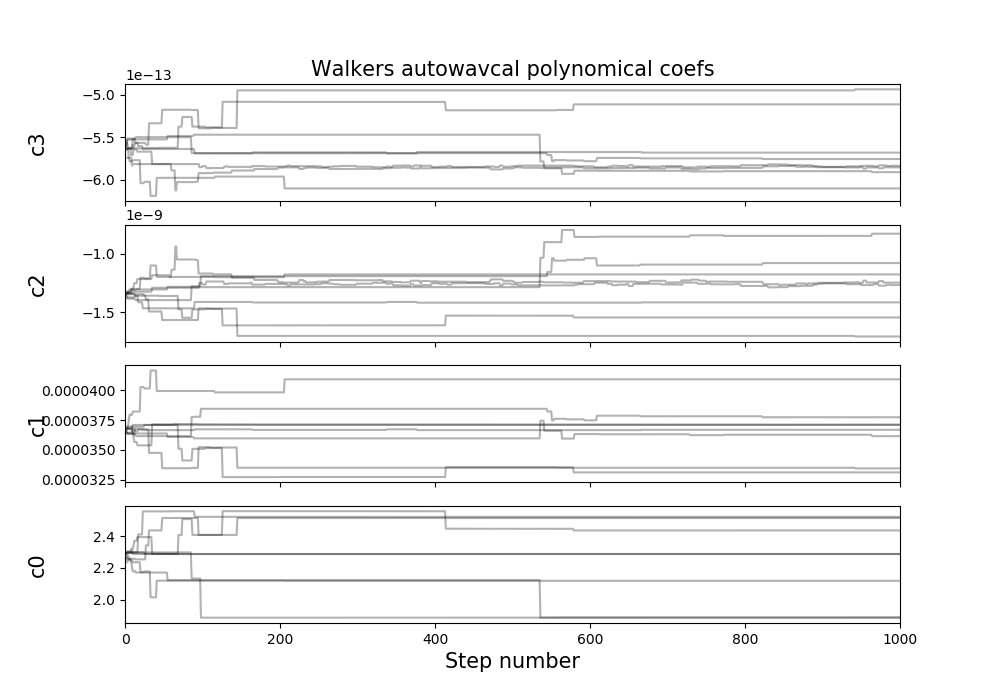 Walkers autowavcal polynomical coefs
1e−13
c3
−5.0
−5.5
−6.0
1e−9
c2
−1.0
−1.5
c1
0.0000400
0.0000375
0.0000350
0.0000325
c0
2.4
2.2
2.0
0 200 400 600 800 1000
Step number